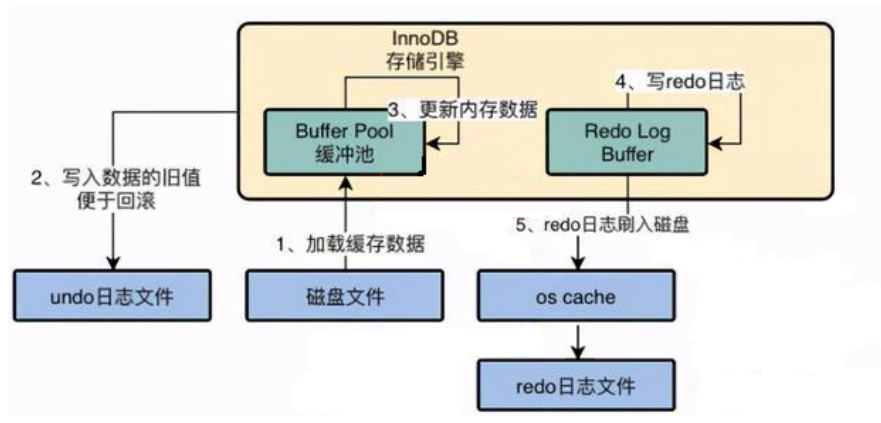 InnoDB
存储引擎
4、写redo日志
3、更新内存数据
Buffer Pool
缓冲池
Redo Log
Buffer
2、写入数据的旧值
便于回滚
5、redo日志刷入磁盘
1、加载缓存数据
undo日志文件
磁盘文件
os cache
redo日志文件